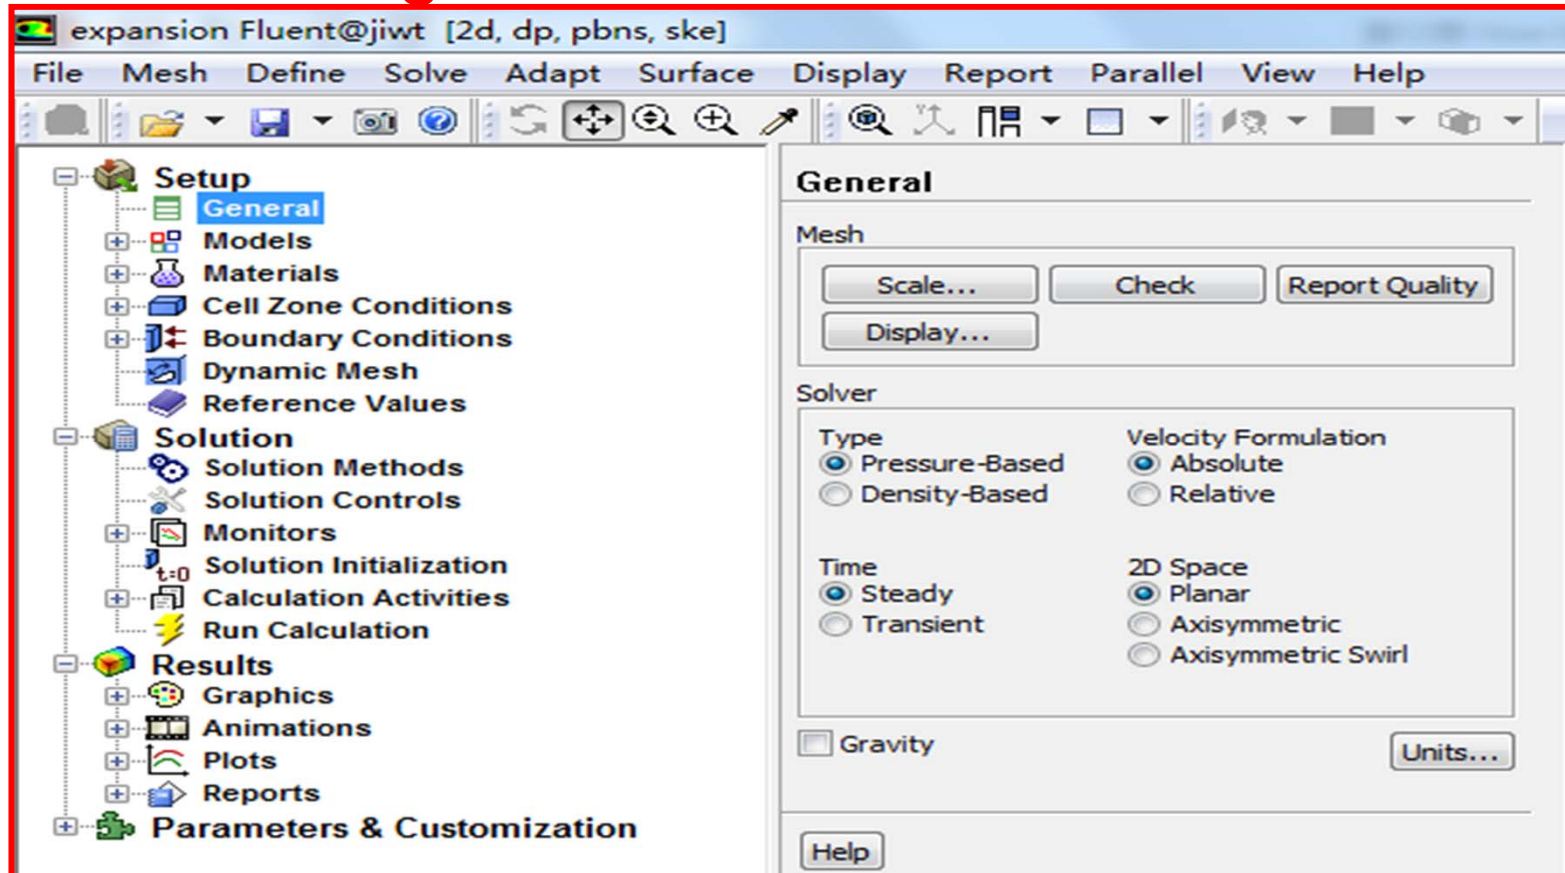 expansion Fluent@jiwt [2d, dp, pbns, ske]
File Mesh Define Solve Adapt Surface Display Report Parallel View Help
Setup
General
Models
Materials
Cell Zone Conditions
Boundary Conditions
Dynamic Mesh
Reference Values
Solution
Solution Methods
Solution Controls
Monitors
t=0 Solution Initialization
Calculation Activities
Run Calculation
Results
Graphics
Animations
Plots
Reports
Parameters & Customization
General
Mesh
Scale... Check Report Quality
Display...
Solver
Type Velocity Formulation
Pressure-Based Absolute
Density-Based Relative
Time 2D Space
Steady Planar
Transient Axisymmetric
Axisymmetric Swirl
Gravity Units...
Help